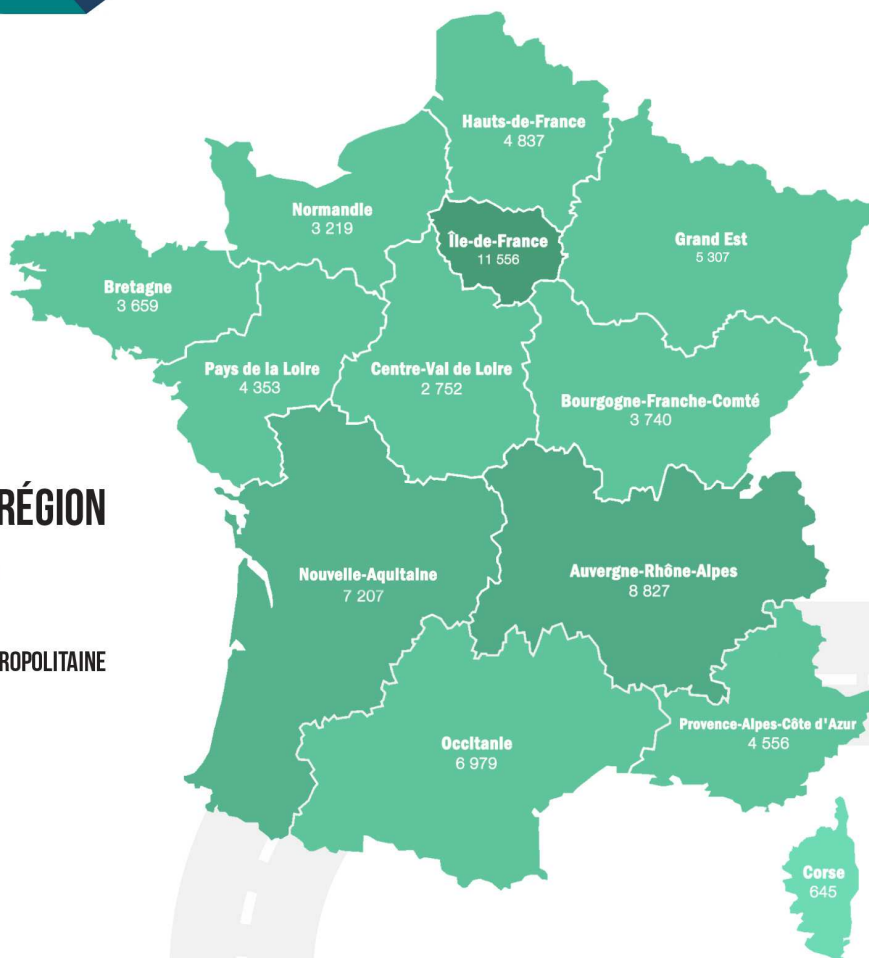 Hauts-de-France
4 837
Normandie
3 219
Île-de-France
11 556
Grand Est
5 307
Bretagne
3 659
Pays de la Loire
4 353
Centre-Val de Loire
2 752
Bourgogne-Franche-Comté
3 740
RÉGION
Nouvelle-Aquitaine
7 207
Auvergne-Rhône-Alpes
8 827
ROPOLITAINE
Provence-Alpes-Côte d'Azur
4 556
Occitanie
6 979
Corse
645